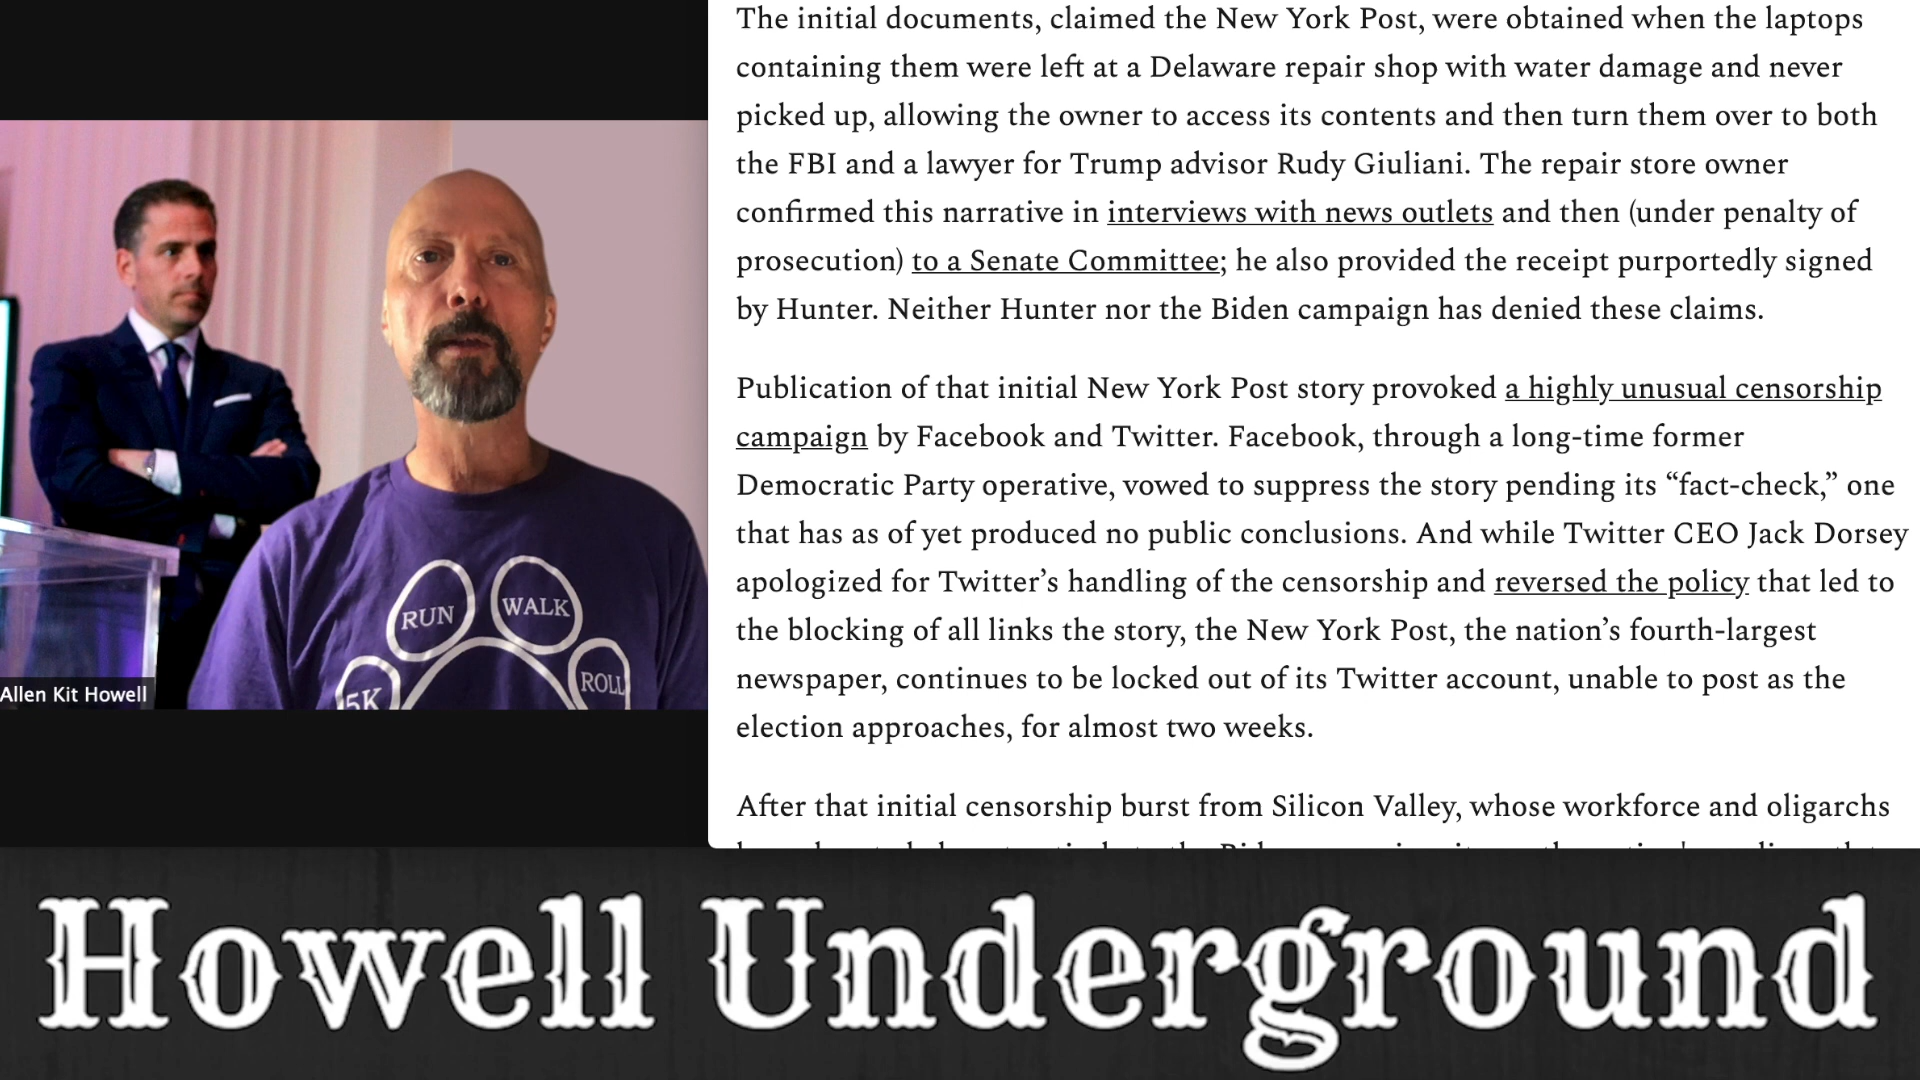 The initial documents, claimed the New York Post, were obtained when the laptops
containing them were left at a Delaware repair shop with water damage and never
picked up, allowing the owner to access its contents and then turn them over to both
the FBI and a lawyer for Trump advisor Rudy Giuliani. The repair store owner
confirmed this narrative in interviews with news outlets and then (under penalty of
prosecution) to a Senate Committee; he also provided the receipt purportedly signed
by Hunter. Neither Hunter nor the Biden campaign has denied these claims.
Publication of that initial New York Post story provoked a highly unusual censorship
campaign by Facebook and Twitter. Facebook, through a long-time former
Democratic Party operative, vowed to suppress the story pending its “fact-check,” one
that has as of yet produced no public conclusions. And while Twitter CEO Jack Dorsey
apologized for Twitter’s handling of the censorship and reversed the policy that led to
the blocking of all links the story, the New York Post, the nation’s fourth-largest
newspaper, continues to be locked out of its Twitter account, unable to post as the
election approaches, for almost two weeks.
After that initial censorship burst from Silicon Valley, whose workforce and oligarchs
RUN
WALK
5K
ROLL
Allen Kit Howell
Howell Underground